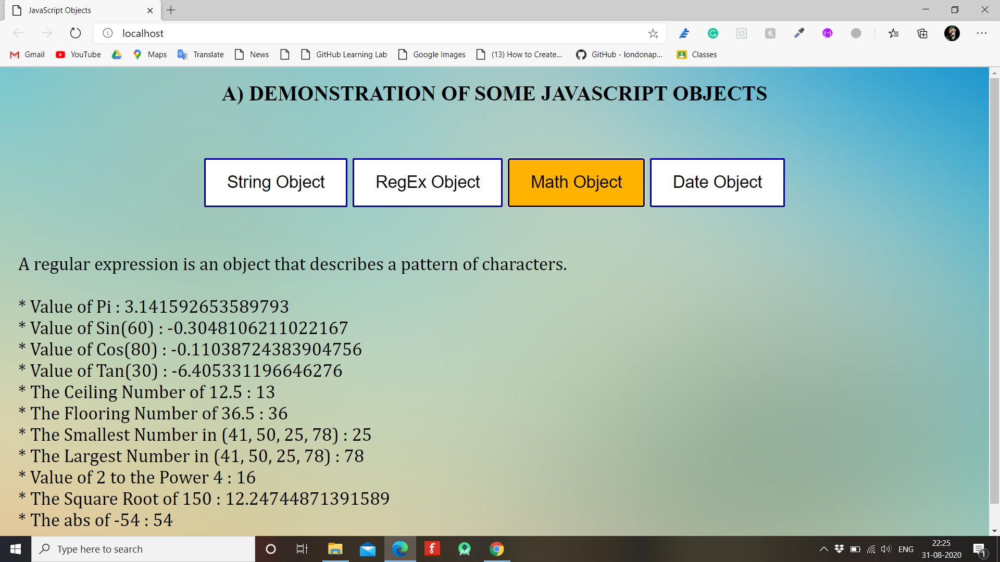 JavaScript Objects
localhost
Gmail YouTube Maps Translate News GitHub Learning Lab Google Images (13) How to Create... GitHub - londonap... Classes
A) DEMONSTRATION OF SOME JAVASCRIPT OBJECTS
String Object RegEx Object Math Object Date Object
A regular expression is an object that describes a pattern of characters.
* Value of Pi : 3.141592653589793
* Value of Sin(60) : -0.3048106211022167
* Value of Cos(80) : -0.11038724383904756
* Value of Tan(30) : -6.405331196646276
* The Ceiling Number of 12.5 : 13
* The Flooring Number of 36.5 : 36
* The Smallest Number in (41, 50, 25, 78) : 25
* The Largest Number in (41, 50, 25, 78) : 78
* Value of 2 to the Power 4 : 16
* The Square Root of 150 : 12.24744871391589
* The abs of -54 : 54
Type here to search
ENG
22:25
31-08-2020
1